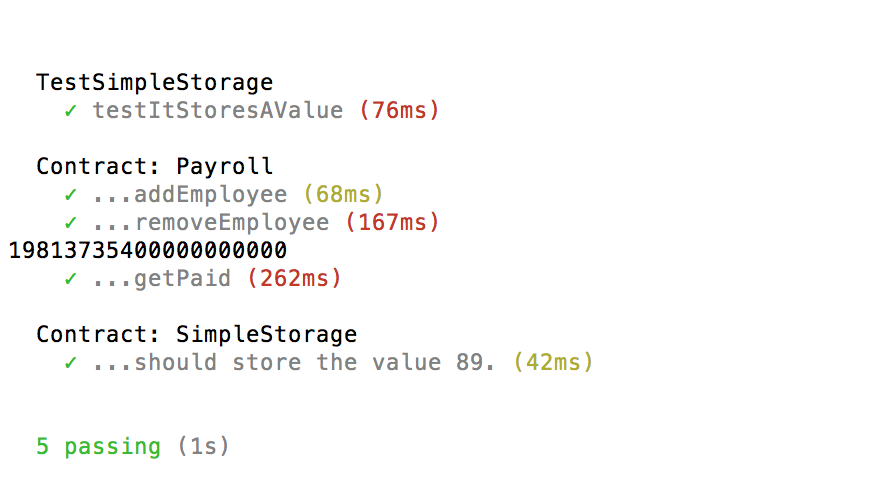 TestSimpleStorage
✓ testItStoresAValue (76ms)
Contract: Payroll
✓ ...addEmployee (68ms)
✓ ...removeEmployee (167ms)
19813735400000000000
✓ ...getPaid (262ms)
Contract: SimpleStorage
✓ ...should store the value 89. (42ms)
5 passing (1s)